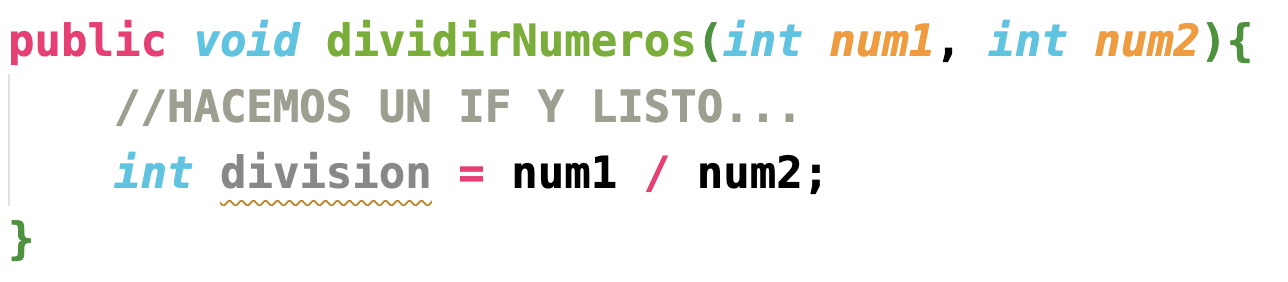 public void dividirNumeros(int num1, int num2){
    //HACEMOS UN IF Y LISTO...
    int division = num1 / num2;
}